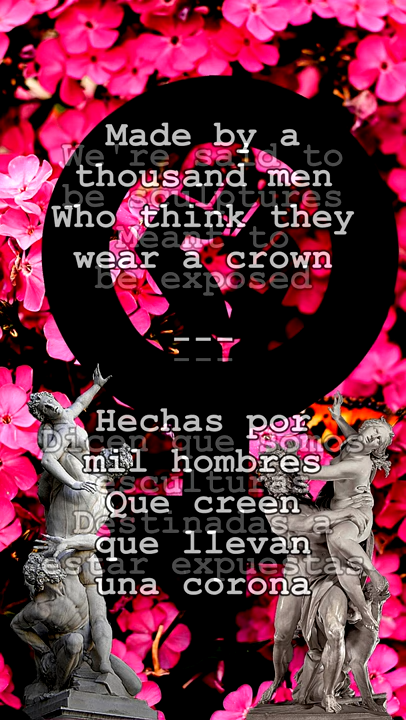 Made by a
thousand men
Who think they
wear a crown
We're said to
be sculptures
Meant to
be exposed
---
Hechas por
mil hombres
Que creen
que llevan
una corona
Dicen que somos
esculturas
Destinadas a
estar expuestas